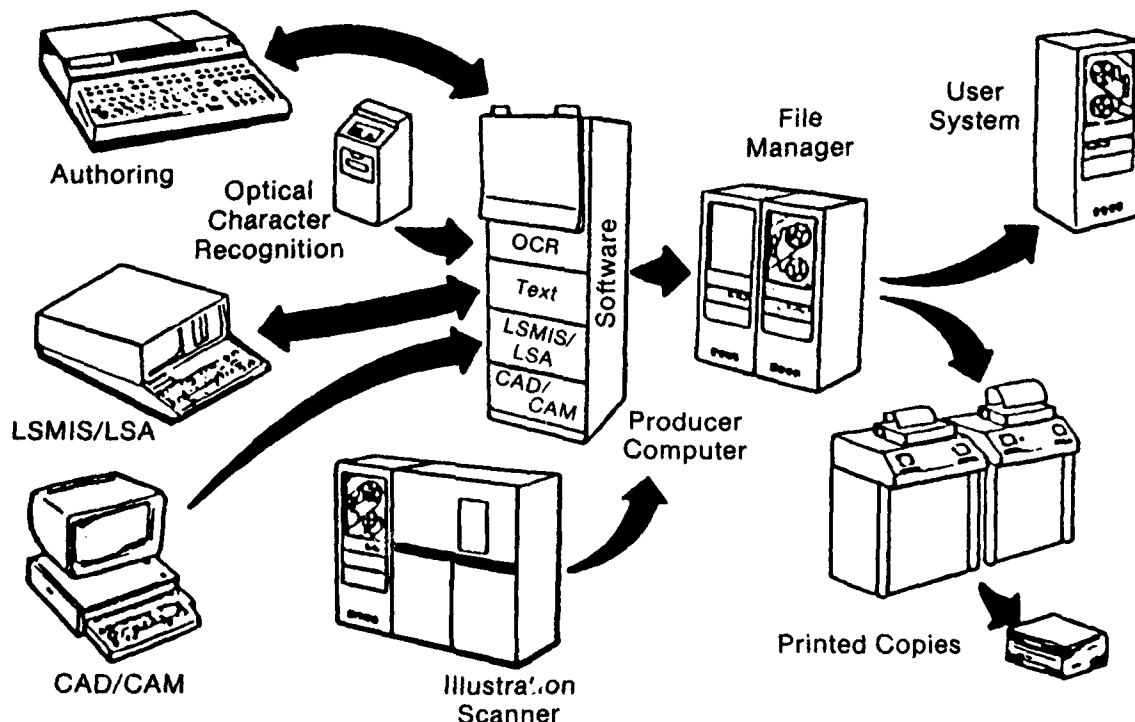 Authoring
Optical
Character
Recognition
OCR
Text
LSMIS/
LSA
CAD/
CAM
Software
File
Manager
User
System
LSMIS/LSA
Producer
Computer
CAD/CAM
Illustration
Scanner
Printed Copies